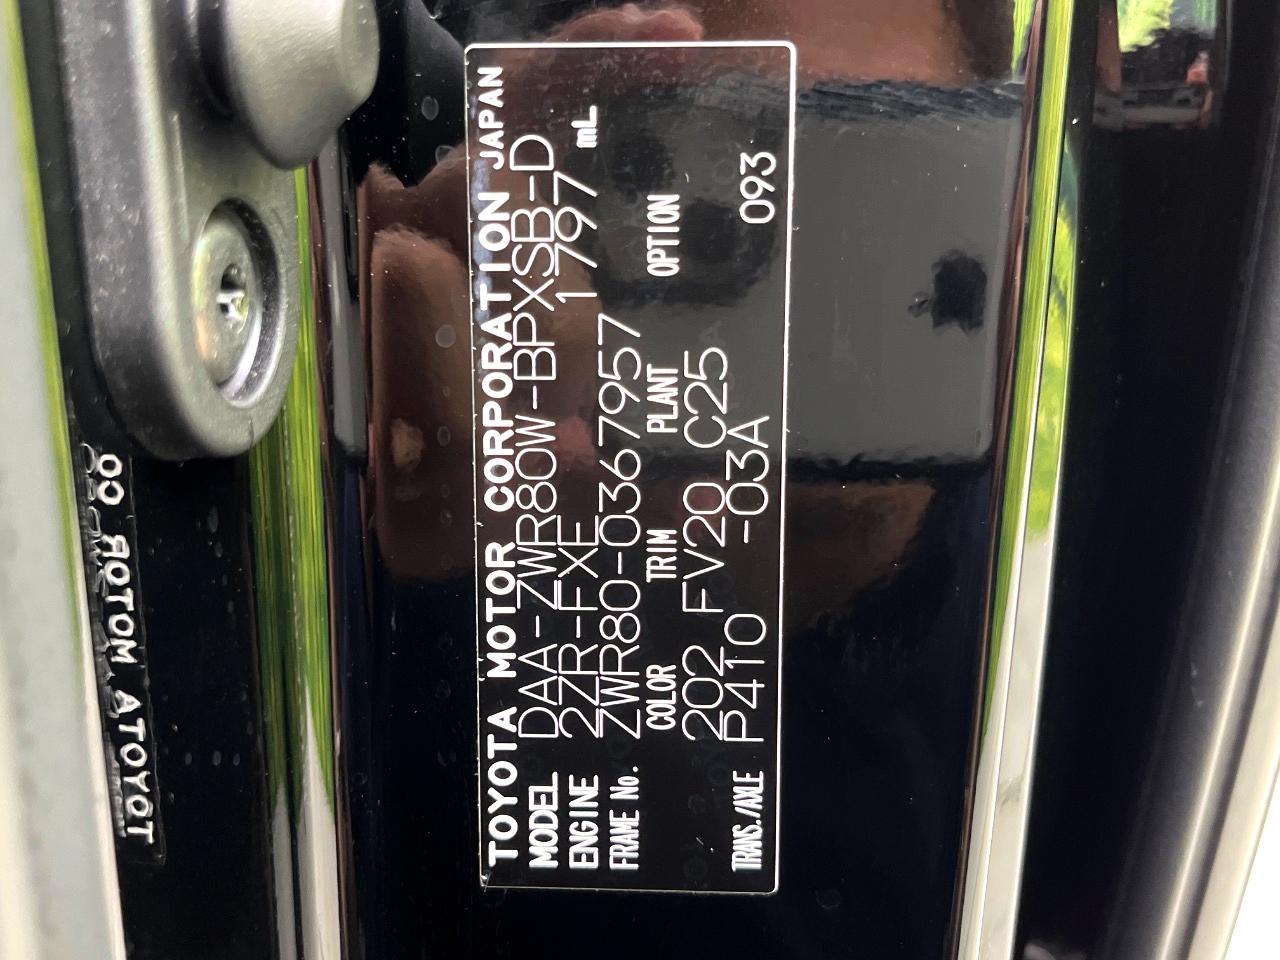 TOYOTA MOTOR CORPORATION JAPAN
MODEL DAA-ZWR80W-BPXSB-D
ENGINE 2ZR-FXE 1797 mL
FRAME No. ZWR80-0367957
COLOR TRIM PLANT OPTION
202 FV20 C25
TRANS./AXLE P410 -03A 093
TOYOTA MOTOR CO